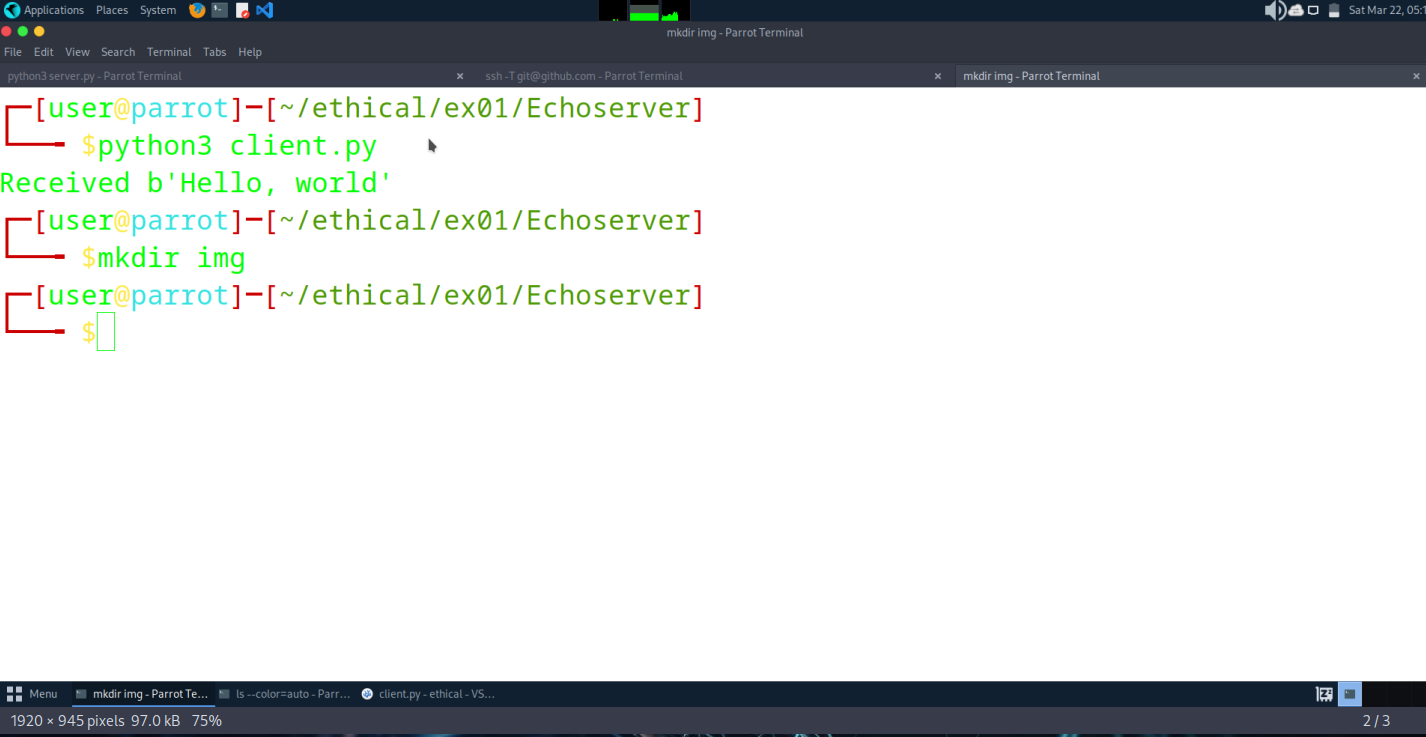 Applications Places System Sat Mar 22, 05:1
mkdir img - Parrot Terminal
File Edit View Search Terminal Tabs Help
python3 server.py - Parrot Terminal × ssh -T git@github.com - Parrot Terminal × mkdir img - Parrot Terminal ×
[user@parrot]-[~/ethical/ex01/Echoserver]
$python3 client.py
Received b'Hello, world'
[user@parrot]-[~/ethical/ex01/Echoserver]
$mkdir img
[user@parrot]-[~/ethical/ex01/Echoserver]
$
Menu mkdir img - Parrot Te... ls --color=auto - Parr... client.py - ethical - VS...
1920 × 945 pixels 97.0 kB 75% 2 / 3